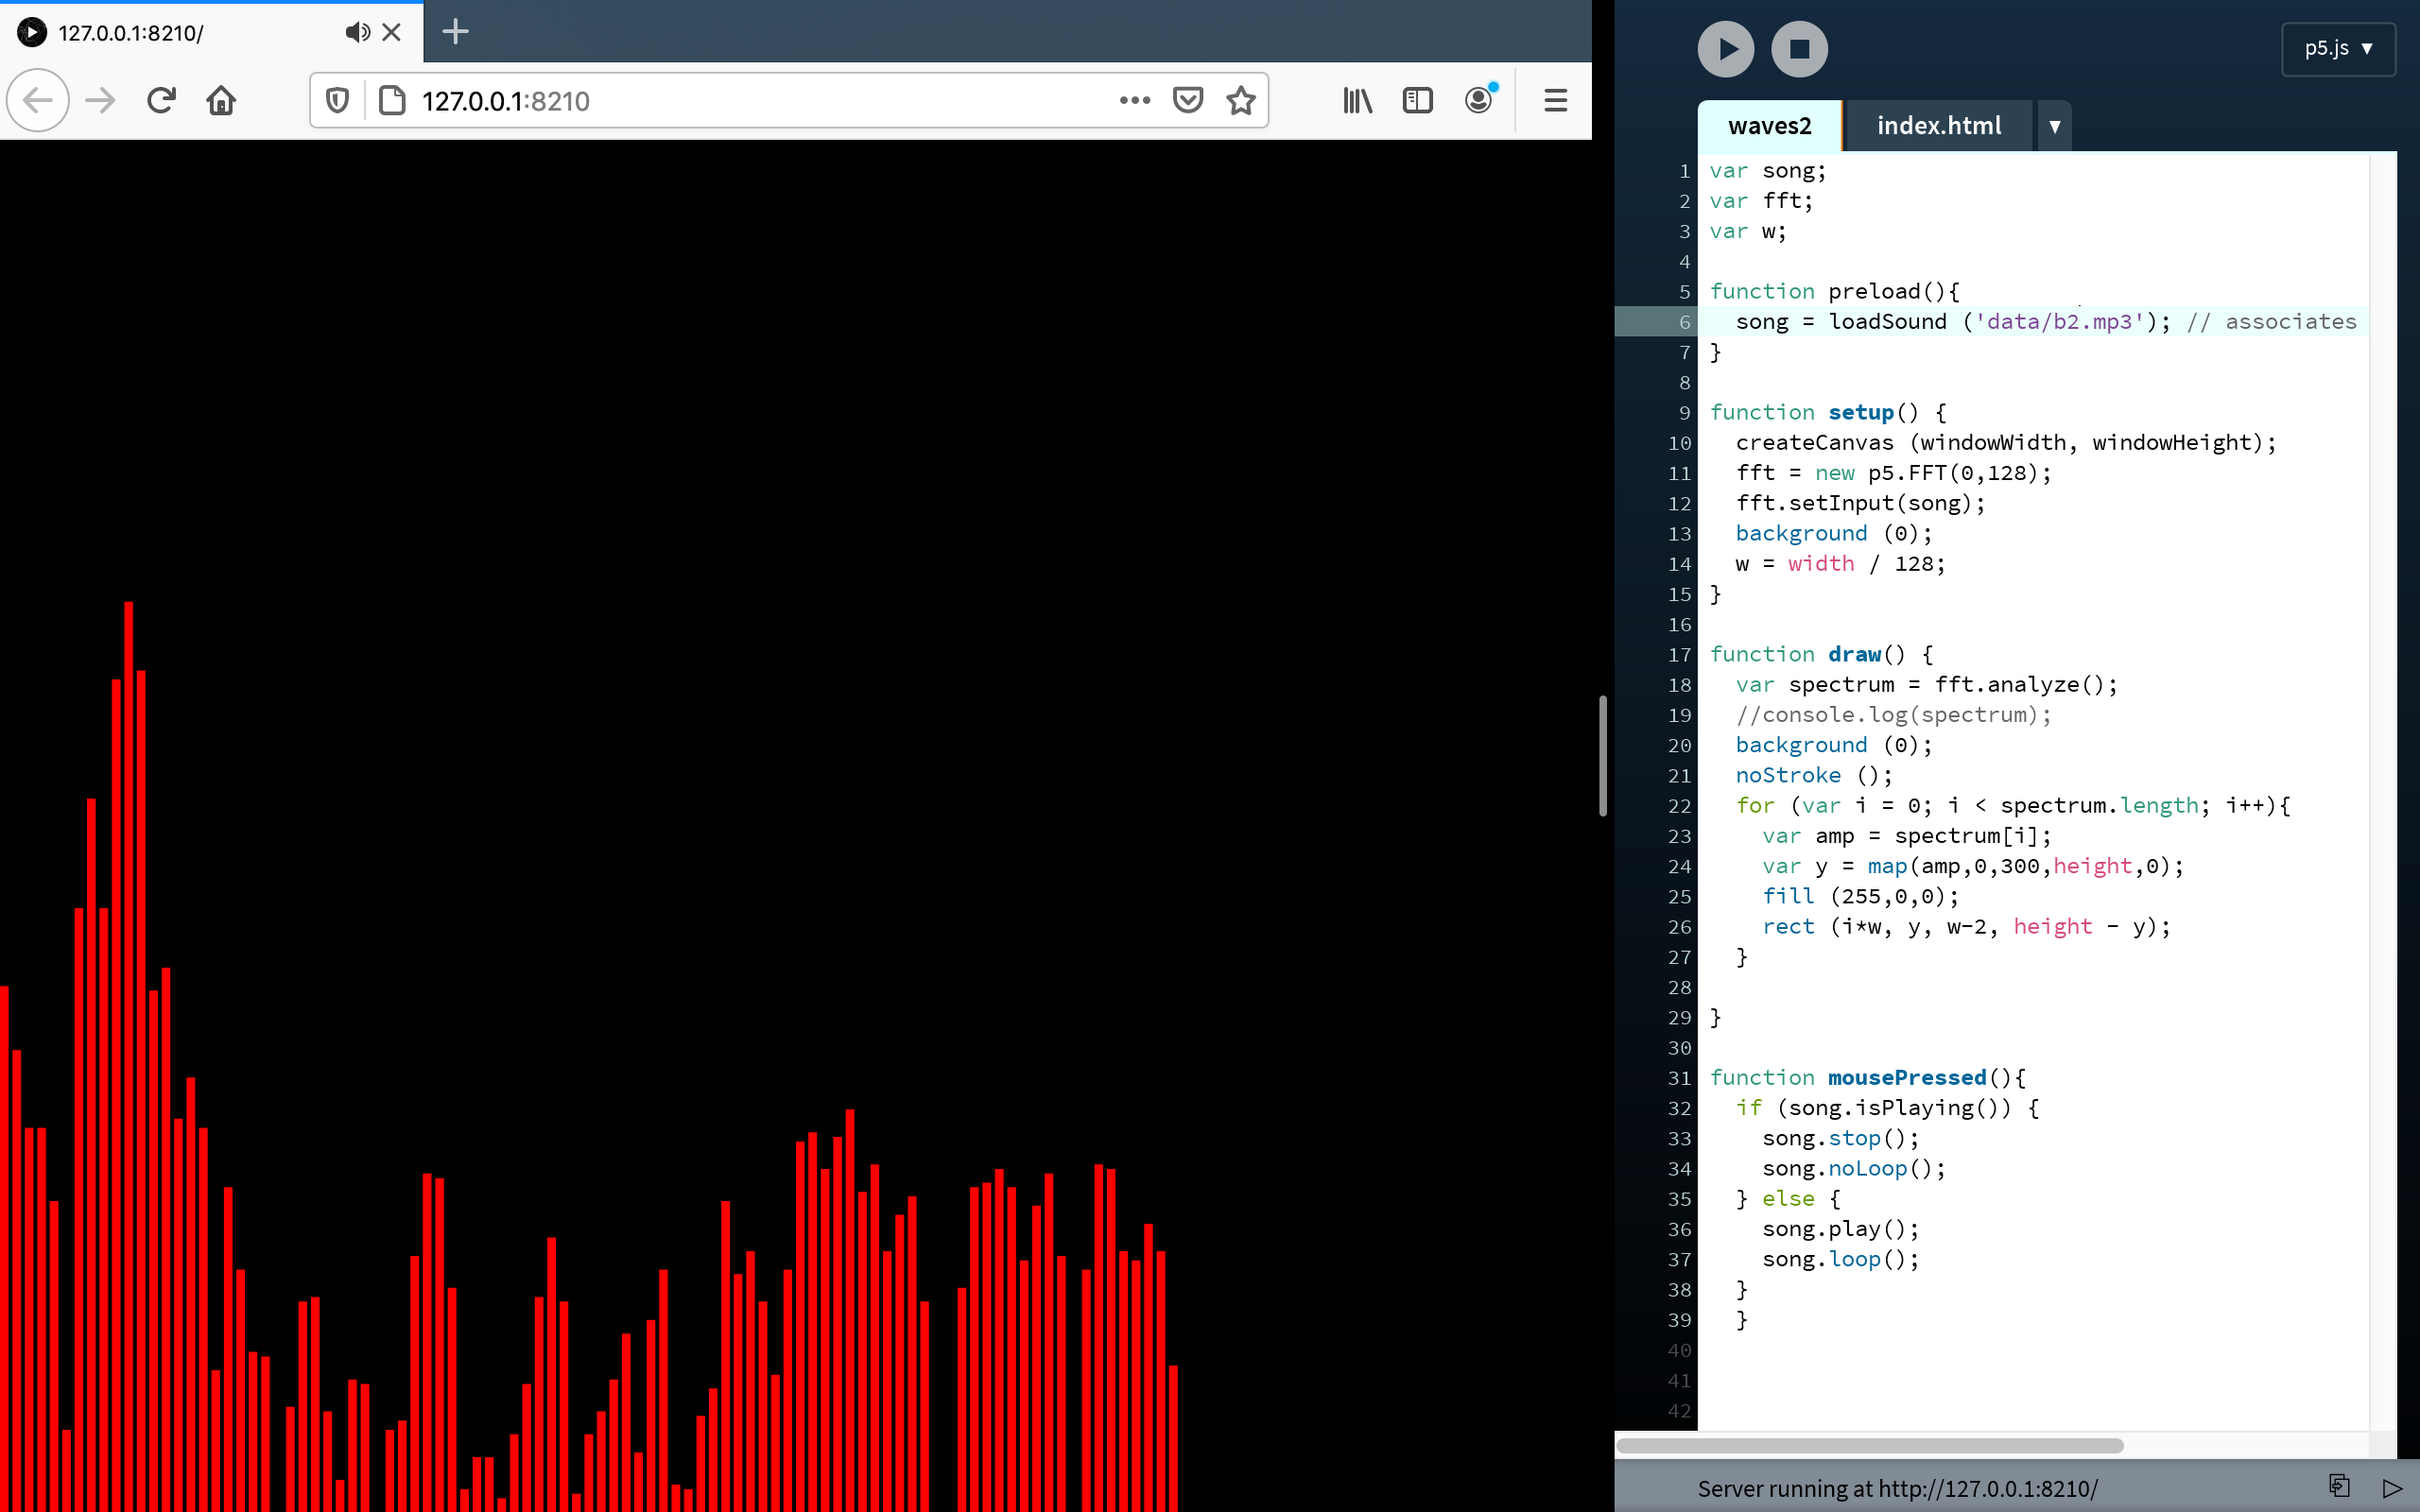 127.0.0.1:8210/
127.0.0.1:8210
p5.js ▼
waves2
index.html
▼
1 var song;
2 var fft;
3 var w;
4
5 function preload(){
6 song = loadSound ('data/b2.mp3'); // associates
7 }
8
9 function setup() {
10 createCanvas (windowWidth, windowHeight);
11 fft = new p5.FFT(0,128);
12 fft.setInput(song);
13 background (0);
14 w = width / 128;
15 }
16
17 function draw() {
18 var spectrum = fft.analyze();
19 //console.log(spectrum);
20 background (0);
21 noStroke ();
22 for (var i = 0; i < spectrum.length; i++){
23 var amp = spectrum[i];
24 var y = map(amp,0,300,height,0);
25 fill (255,0,0);
26 rect (i*w, y, w-2, height - y);
27 }
28
29 }
30
31 function mousePressed(){
32 if (song.isPlaying()) {
33 song.stop();
34 song.noLoop();
35 } else {
36 song.play();
37 song.loop();
38 }
39 }
40
41
42
Server running at http://127.0.0.1:8210/